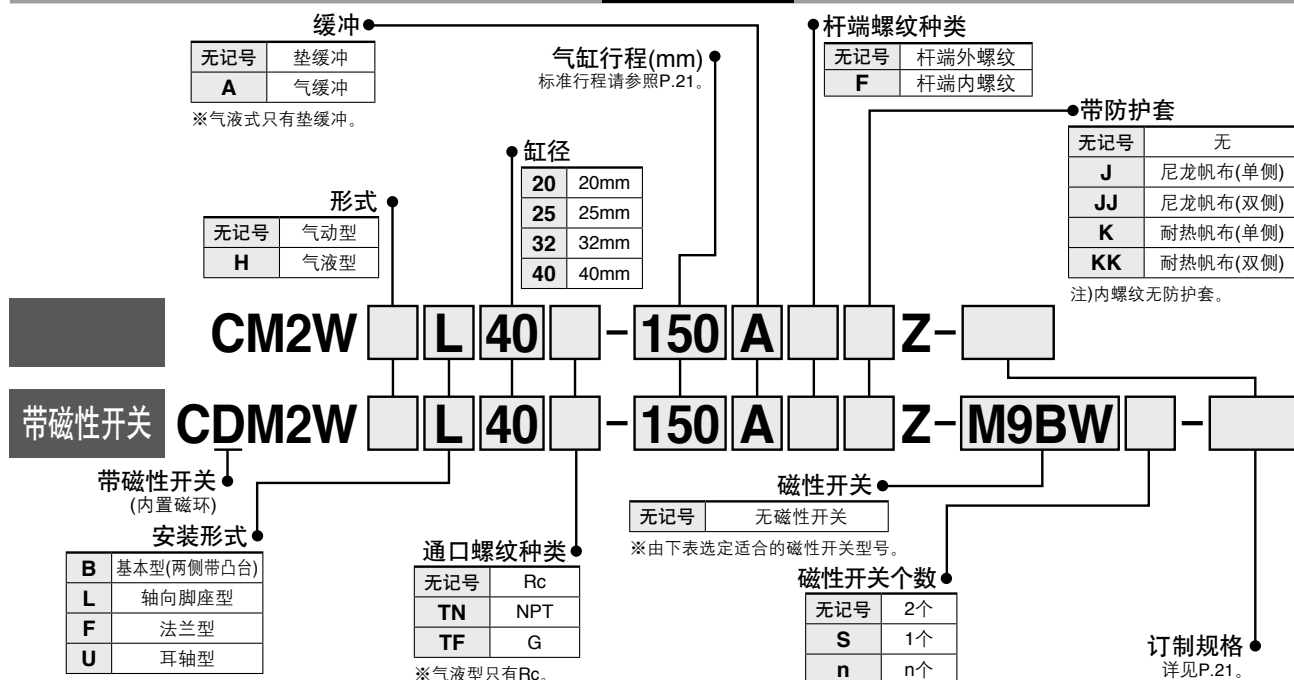 缓冲
无记号 垫缓冲
A 气缓冲
※气液式只有垫缓冲。
气缸行程(mm)
标准行程请参照P.21。
杆端螺纹种类
无记号 杆端外螺纹
F 杆端内螺纹
带防护套
无记号 无
J 尼龙帆布(单侧)
JJ 尼龙帆布(双侧)
K 耐热帆布(单侧)
KK 耐热帆布(双侧)
注)内螺纹无防护套。
缸径
20 20mm
25 25mm
32 32mm
40 40mm
形式
无记号 气动型
H 气液型
CM2W L 40 - 150 A Z-
带磁性开关 CDM2W L 40 - 150 A Z- M9BW -
带磁性开关
(内置磁环)
安装形式
B 基本型(两侧带凸台)
L 轴向脚座型
F 法兰型
U 耳轴型
通口螺纹种类
无记号 Rc
TN NPT
TF G
※气液型只有Rc。
磁性开关
无记号 无磁性开关
※由下表选定适合的磁性开关型号。
磁性开关个数
无记号 2个
S 1个
n n个
订制规格
详见P.21。